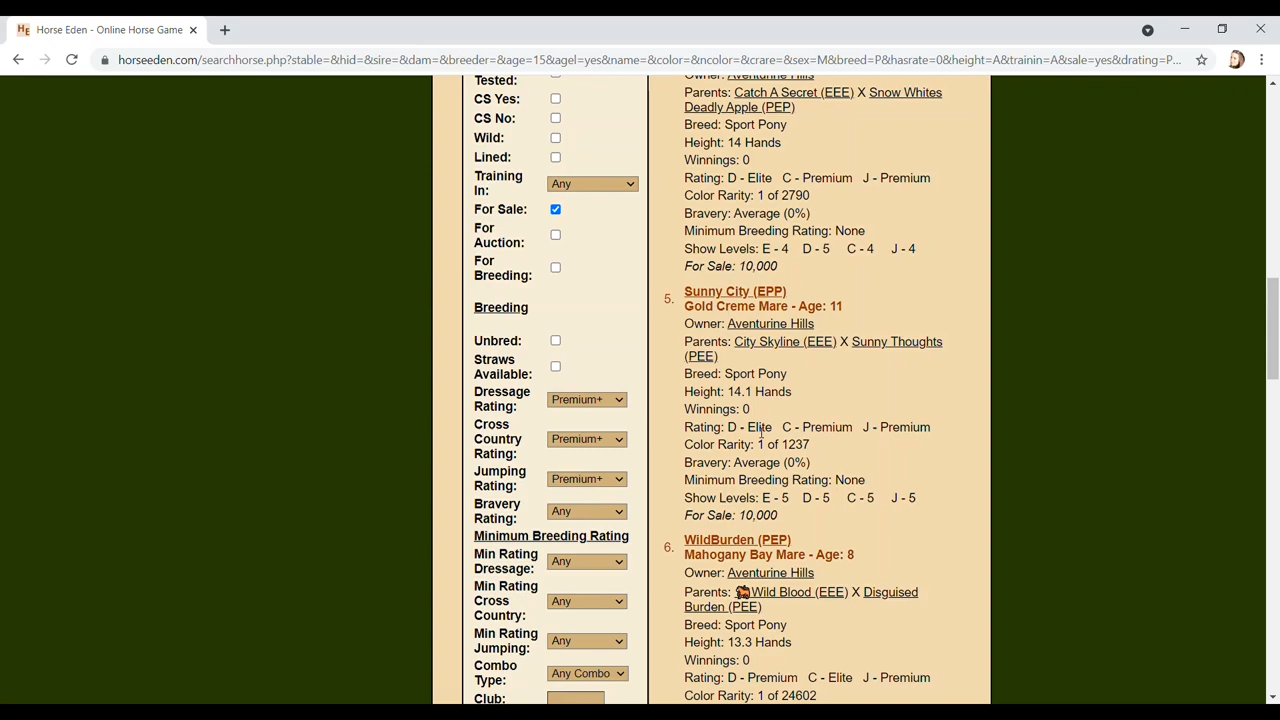 Horse Eden - Online Horse Game
horseeden.com/searchhorse.php?stable=&hid=&sire=&dam=&breeder=&age=15&agel=yes&name=&color=&ncolor=&crare=&sex=M&breed=P&hasrate=0&height=A&trainin=A&sale=yes&drating=P...
Tested:
CS Yes:
CS No:
Wild:
Lined:
Training
In:
Any
For Sale:
For
Auction:
For
Breeding:
Breeding
Unbred:
Straws
Available:
Dressage
Rating:
Premium+
Cross
Country
Rating:
Premium+
Jumping
Rating:
Premium+
Bravery
Rating:
Any
Minimum Breeding Rating
Min Rating
Dressage:
Any
Min Rating
Cross
Country:
Any
Min Rating
Jumping:
Any
Combo
Type:
Any Combo
Club:
Owner: Aventurine Hills
Parents: Catch A Secret (EEE) X Snow Whites
Deadly Apple (PEP)
Breed: Sport Pony
Height: 14 Hands
Winnings: 0
Rating: D - Elite C - Premium J - Premium
Color Rarity: 1 of 2790
Bravery: Average (0%)
Minimum Breeding Rating: None
Show Levels: E - 4 D - 5 C - 4 J - 4
For Sale: 10,000
5. Sunny City (EPP)
Gold Creme Mare - Age: 11
Owner: Aventurine Hills
Parents: City Skyline (EEE) X Sunny Thoughts
(PEE)
Breed: Sport Pony
Height: 14.1 Hands
Winnings: 0
Rating: D - Elite C - Premium J - Premium
Color Rarity: 1 of 1237
Bravery: Average (0%)
Minimum Breeding Rating: None
Show Levels: E - 5 D - 5 C - 5 J - 5
For Sale: 10,000
6. WildBurden (PEP)
Mahogany Bay Mare - Age: 8
Owner: Aventurine Hills
Parents: Wild Blood (EEE) X Disguised
Burden (PEE)
Breed: Sport Pony
Height: 13.3 Hands
Winnings: 0
Rating: D - Premium C - Elite J - Premium
Color Rarity: 1 of 24602